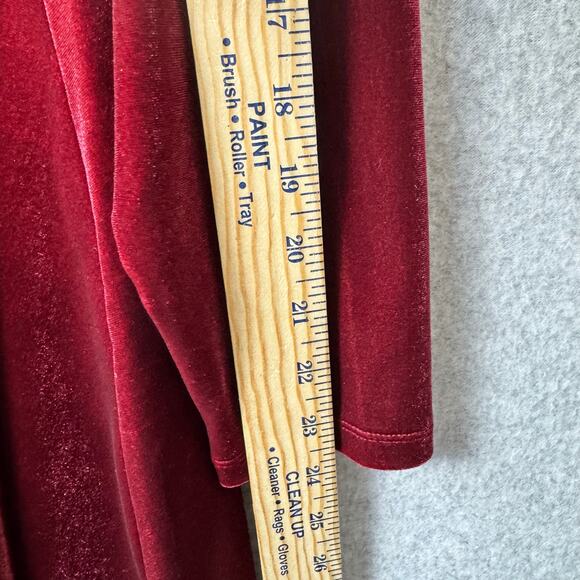 PAINT
• Brush • Roller • Tray
CLEAN UP
• Cleaner • Rags • Gloves
17
18
19
20
21
22
23
24
25
26